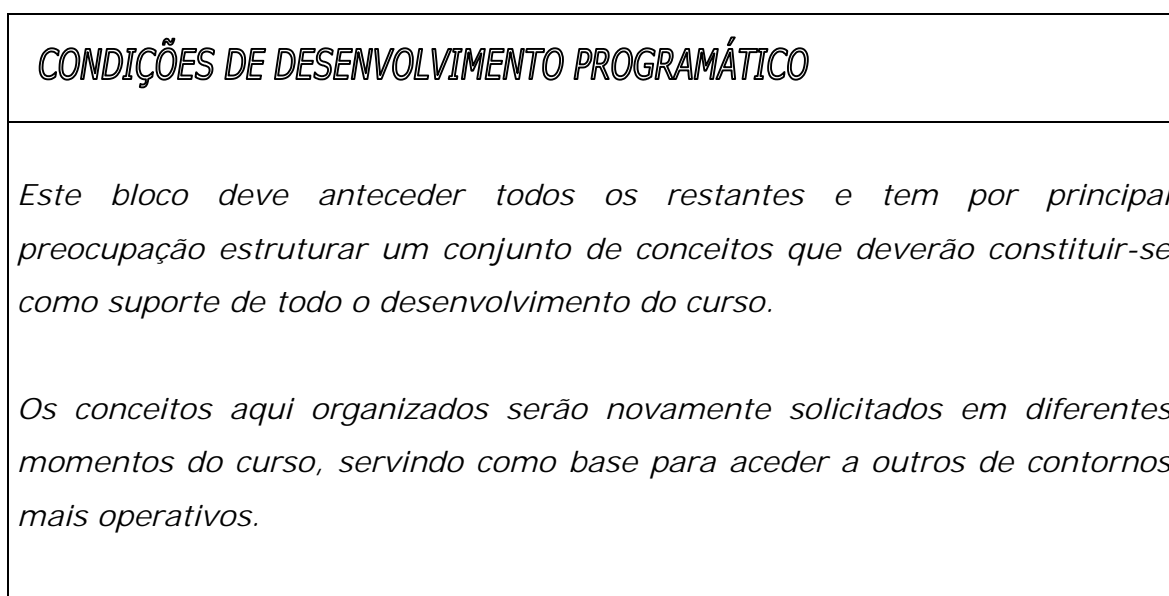 CONDIÇÕES DE DESENVOLVIMENTO PROGRAMÁTICO
Este bloco deve anteceder todos os restantes e tem por principal
preocupação estruturar um conjunto de conceitos que deverão constituir-se
como suporte de todo o desenvolvimento do curso.
Os conceitos aqui organizados serão novamente solicitados em diferentes
momentos do curso, servindo como base para aceder a outros de contornos
mais operativos.